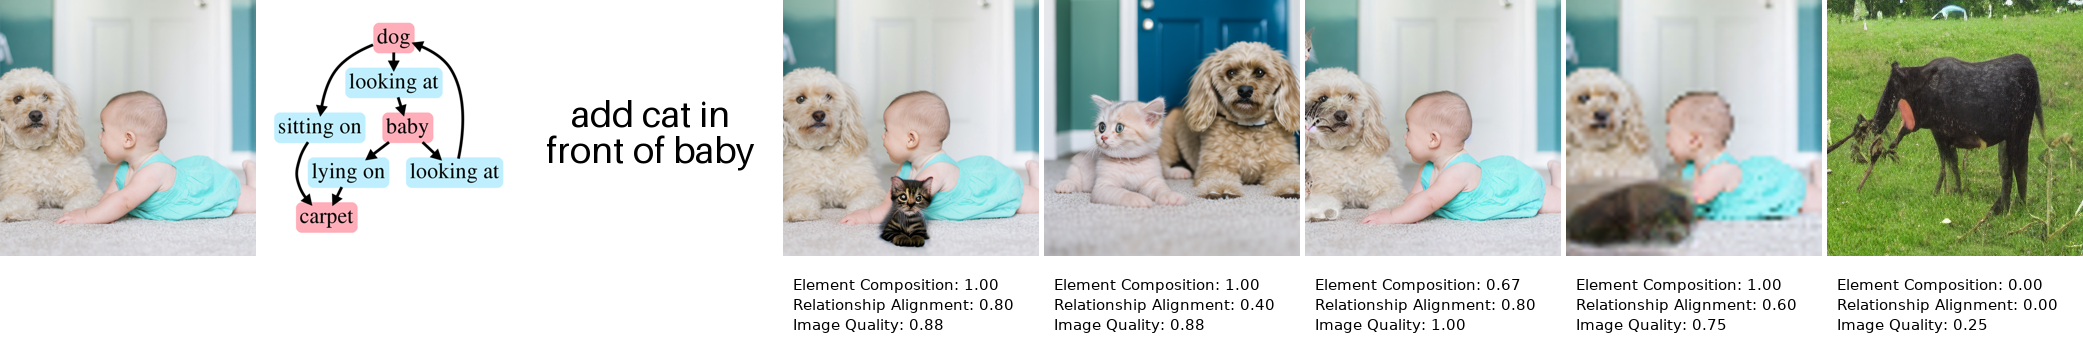 dog
looking at
sitting on
baby
lying on
looking at
carpet
add cat in
front of baby
Element Composition: 1.00
Relationship Alignment: 0.80
Image Quality: 0.88
Element Composition: 1.00
Relationship Alignment: 0.40
Image Quality: 0.88
Element Composition: 0.67
Relationship Alignment: 0.80
Image Quality: 1.00
Element Composition: 1.00
Relationship Alignment: 0.60
Image Quality: 0.75
Element Composition: 0.00
Relationship Alignment: 0.00
Image Quality: 0.25